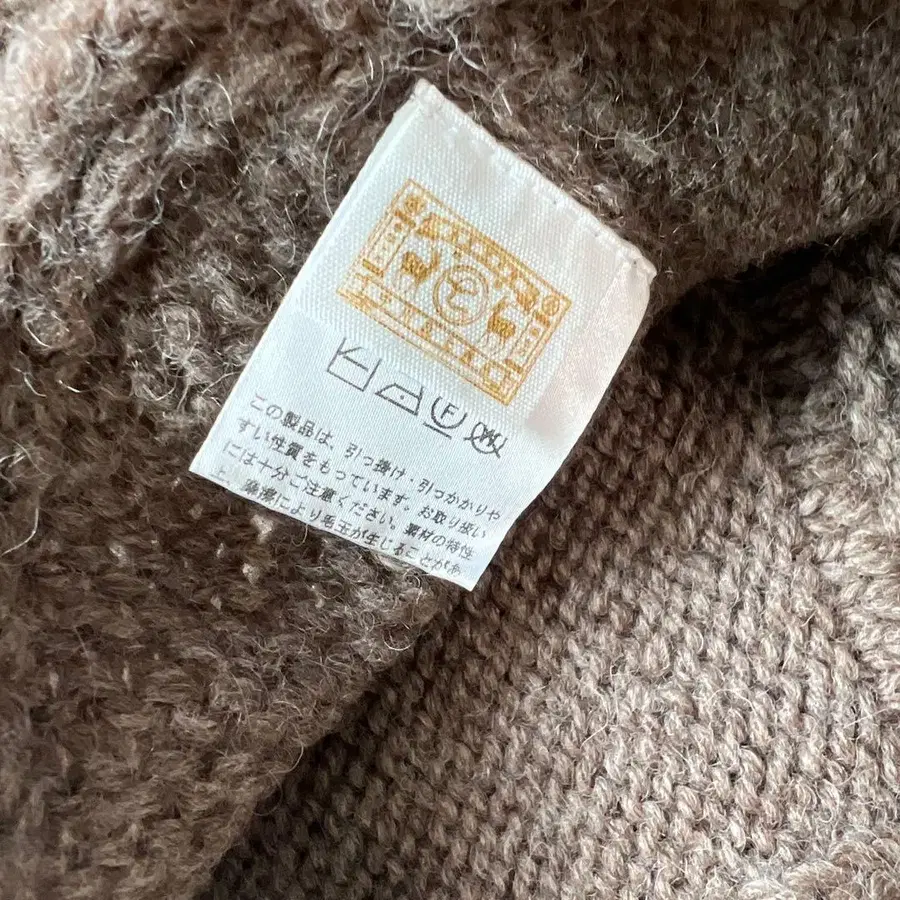 F
W
この製品は、引っ掛け・引っかかりや
すい性質をもっています。お取り扱い
には十分ご注意ください。素材の特性
により毛玉が生じることがあ